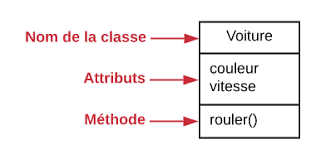 Nom de la classe Voiture
Attributs couleur
vitesse
Méthode rouler()